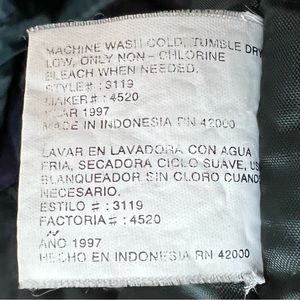 MACHINE WASH COLD, TUMBLE DRY
LOW, ONLY NON - CHLORINE
BLEACH WHEN NEEDED.
STYLE# : 3119
MAKER# : 4520
YEAR 1997
MADE IN INDONESIA RN 42000
LAVAR EN LAVADORA CON AGUA
FRIA, SECADORA CICLO SUAVE, US
BLANQUEADOR SIN CLORO CUAND
NECESARIO.
ESTILO # : 3119
FACTORIA# : 4520
AÑO 1997
HECHO EN INDONESIA RN 42000